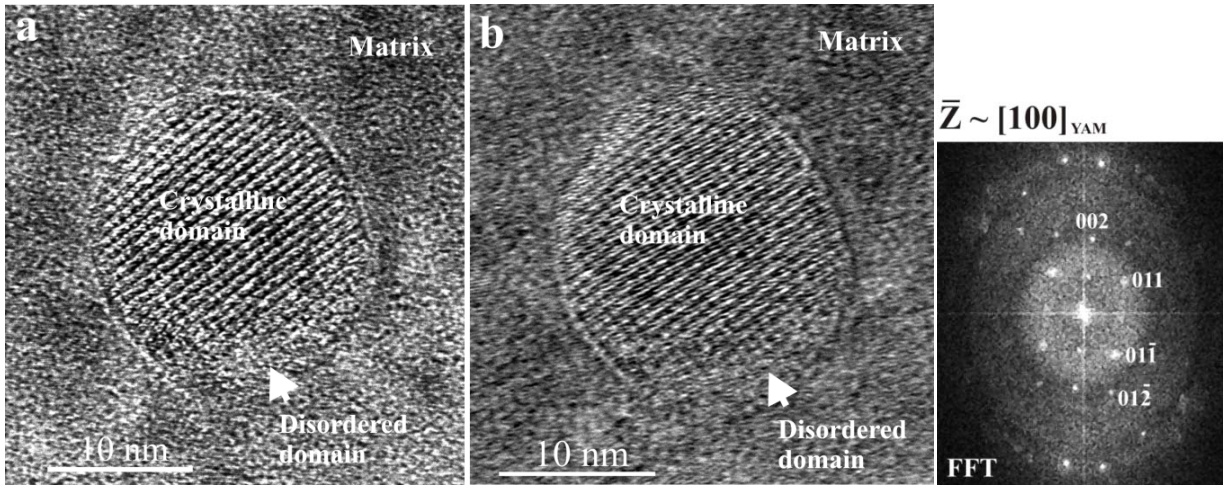 a
Matrix
Crystalline
domain
Disordered
domain
10 nm
b
Matrix
Crystalline
domain
Disordered
domain
10 nm
Z̄ ~ [100]YAM
002
011
011̄
012̄
FFT